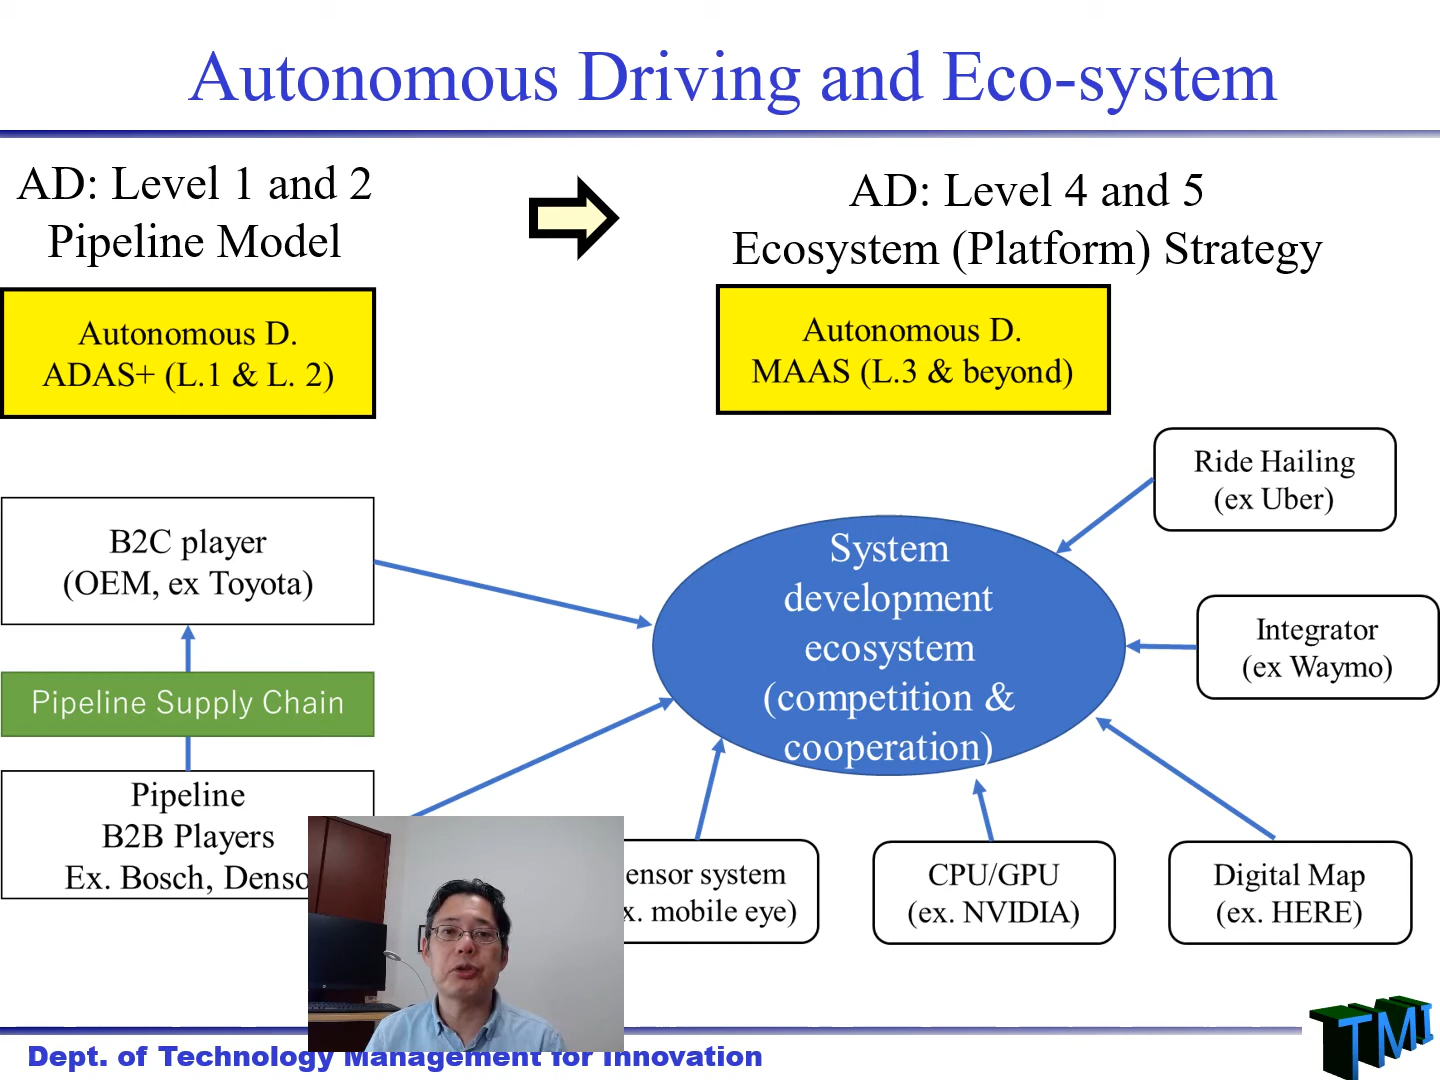 Autonomous Driving and Eco-system
AD: Level 1 and 2
Pipeline Model
AD: Level 4 and 5
Ecosystem (Platform) Strategy
Autonomous D.
ADAS+ (L.1 & L. 2)
Autonomous D.
MAAS (L.3 & beyond)
Ride Hailing
(ex Uber)
B2C player
(OEM, ex Toyota)
System
development
ecosystem
(competition &
cooperation)
Integrator
(ex Waymo)
Pipeline Supply Chain
Pipeline
B2B Players
Ex. Bosch, Denso
ensor system
x. mobile eye)
CPU/GPU
(ex. NVIDIA)
Digital Map
(ex. HERE)
Dept. of Technology Management for Innovation
TMI